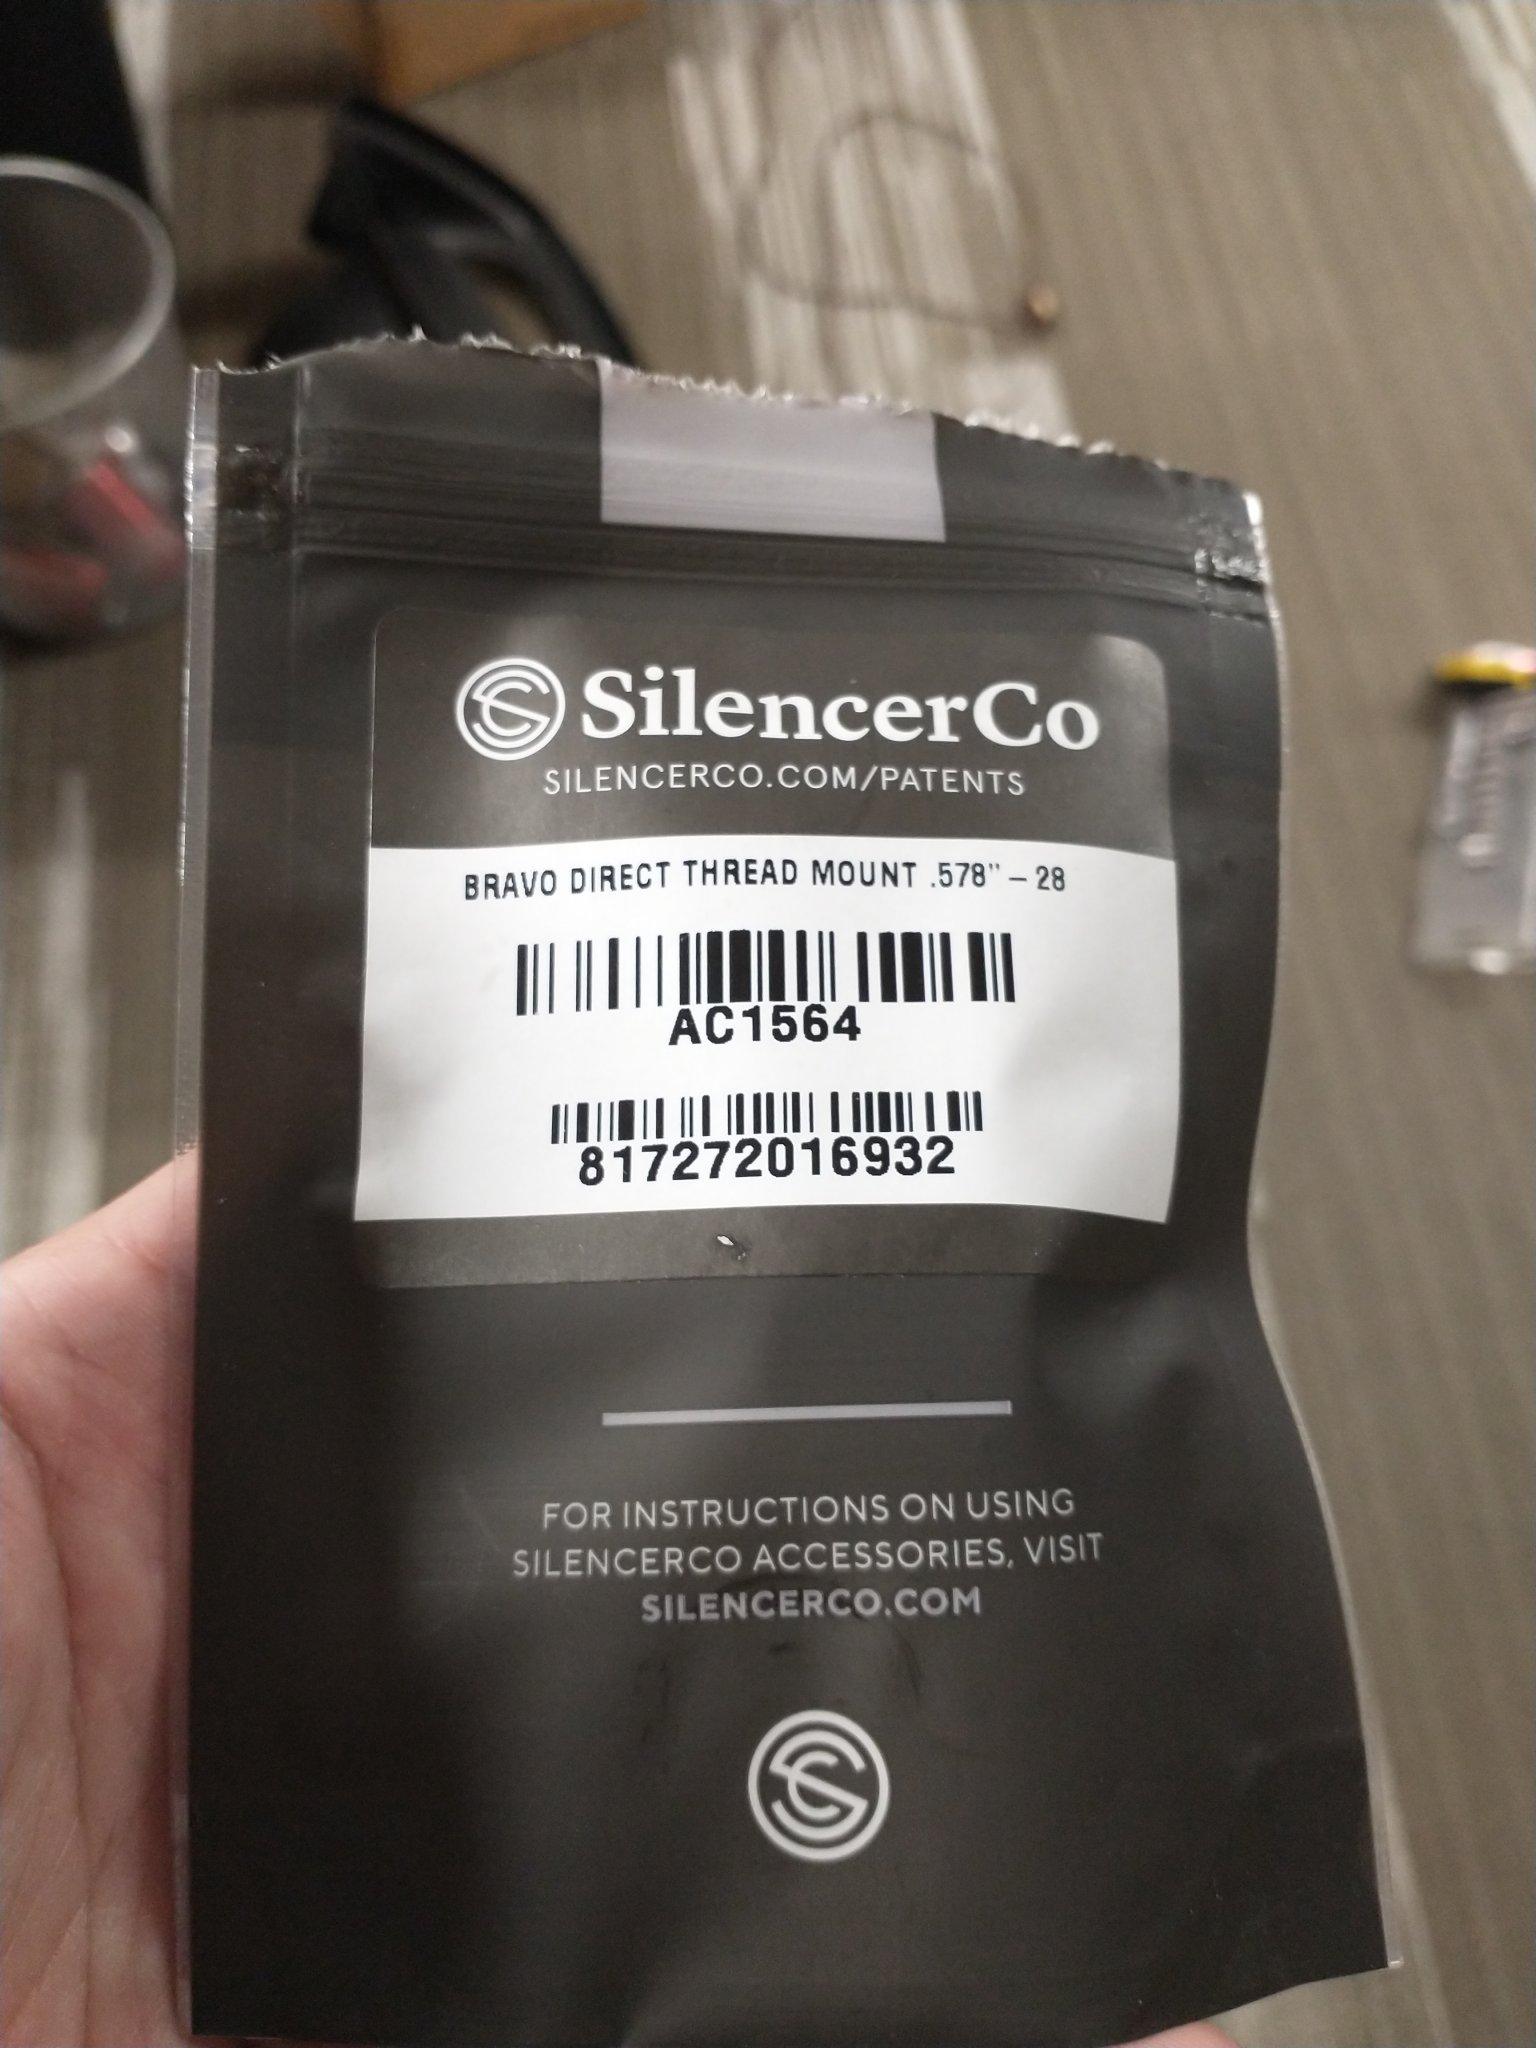 SilencerCo
SILENCERCO.COM/PATENTS
BRAVO DIRECT THREAD MOUNT .578" – 28
AC1564
817272016932
FOR INSTRUCTIONS ON USING
SILENCERCO ACCESSORIES, VISIT
SILENCERCO.COM